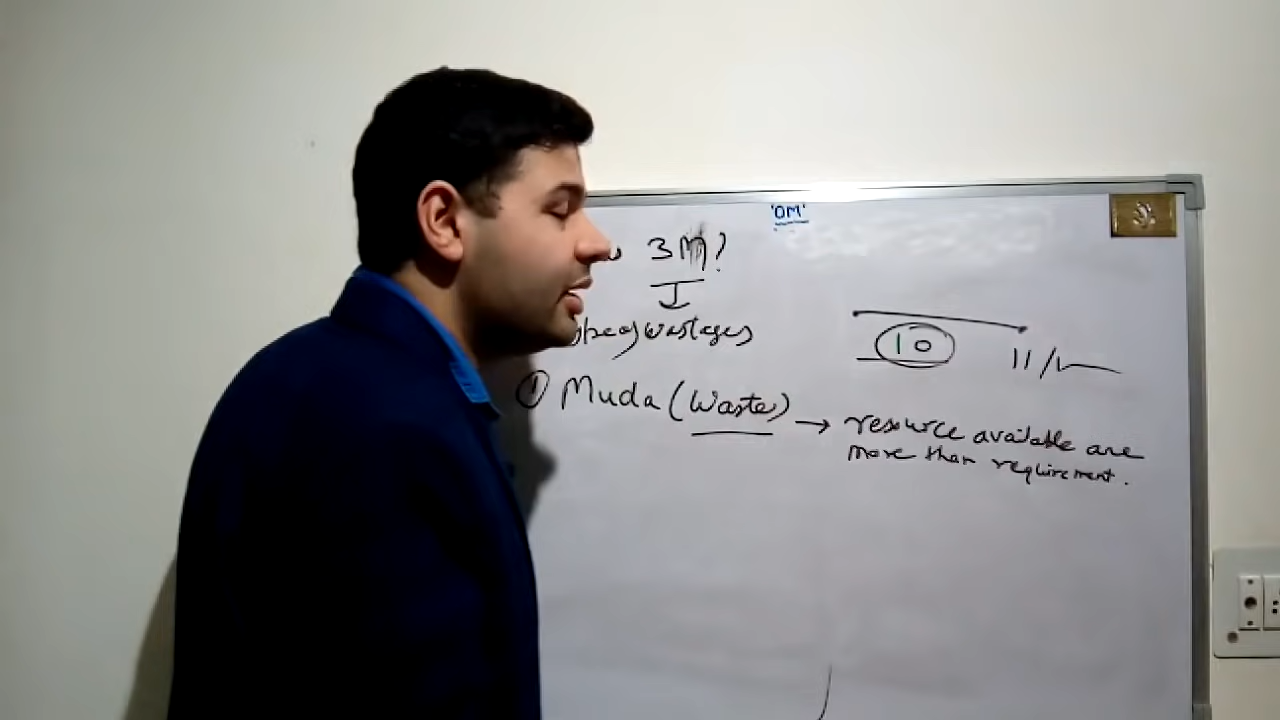 'OM'
3M?
wastages
10
11/
① Muda (Waste) → resource available are
more than requirement.